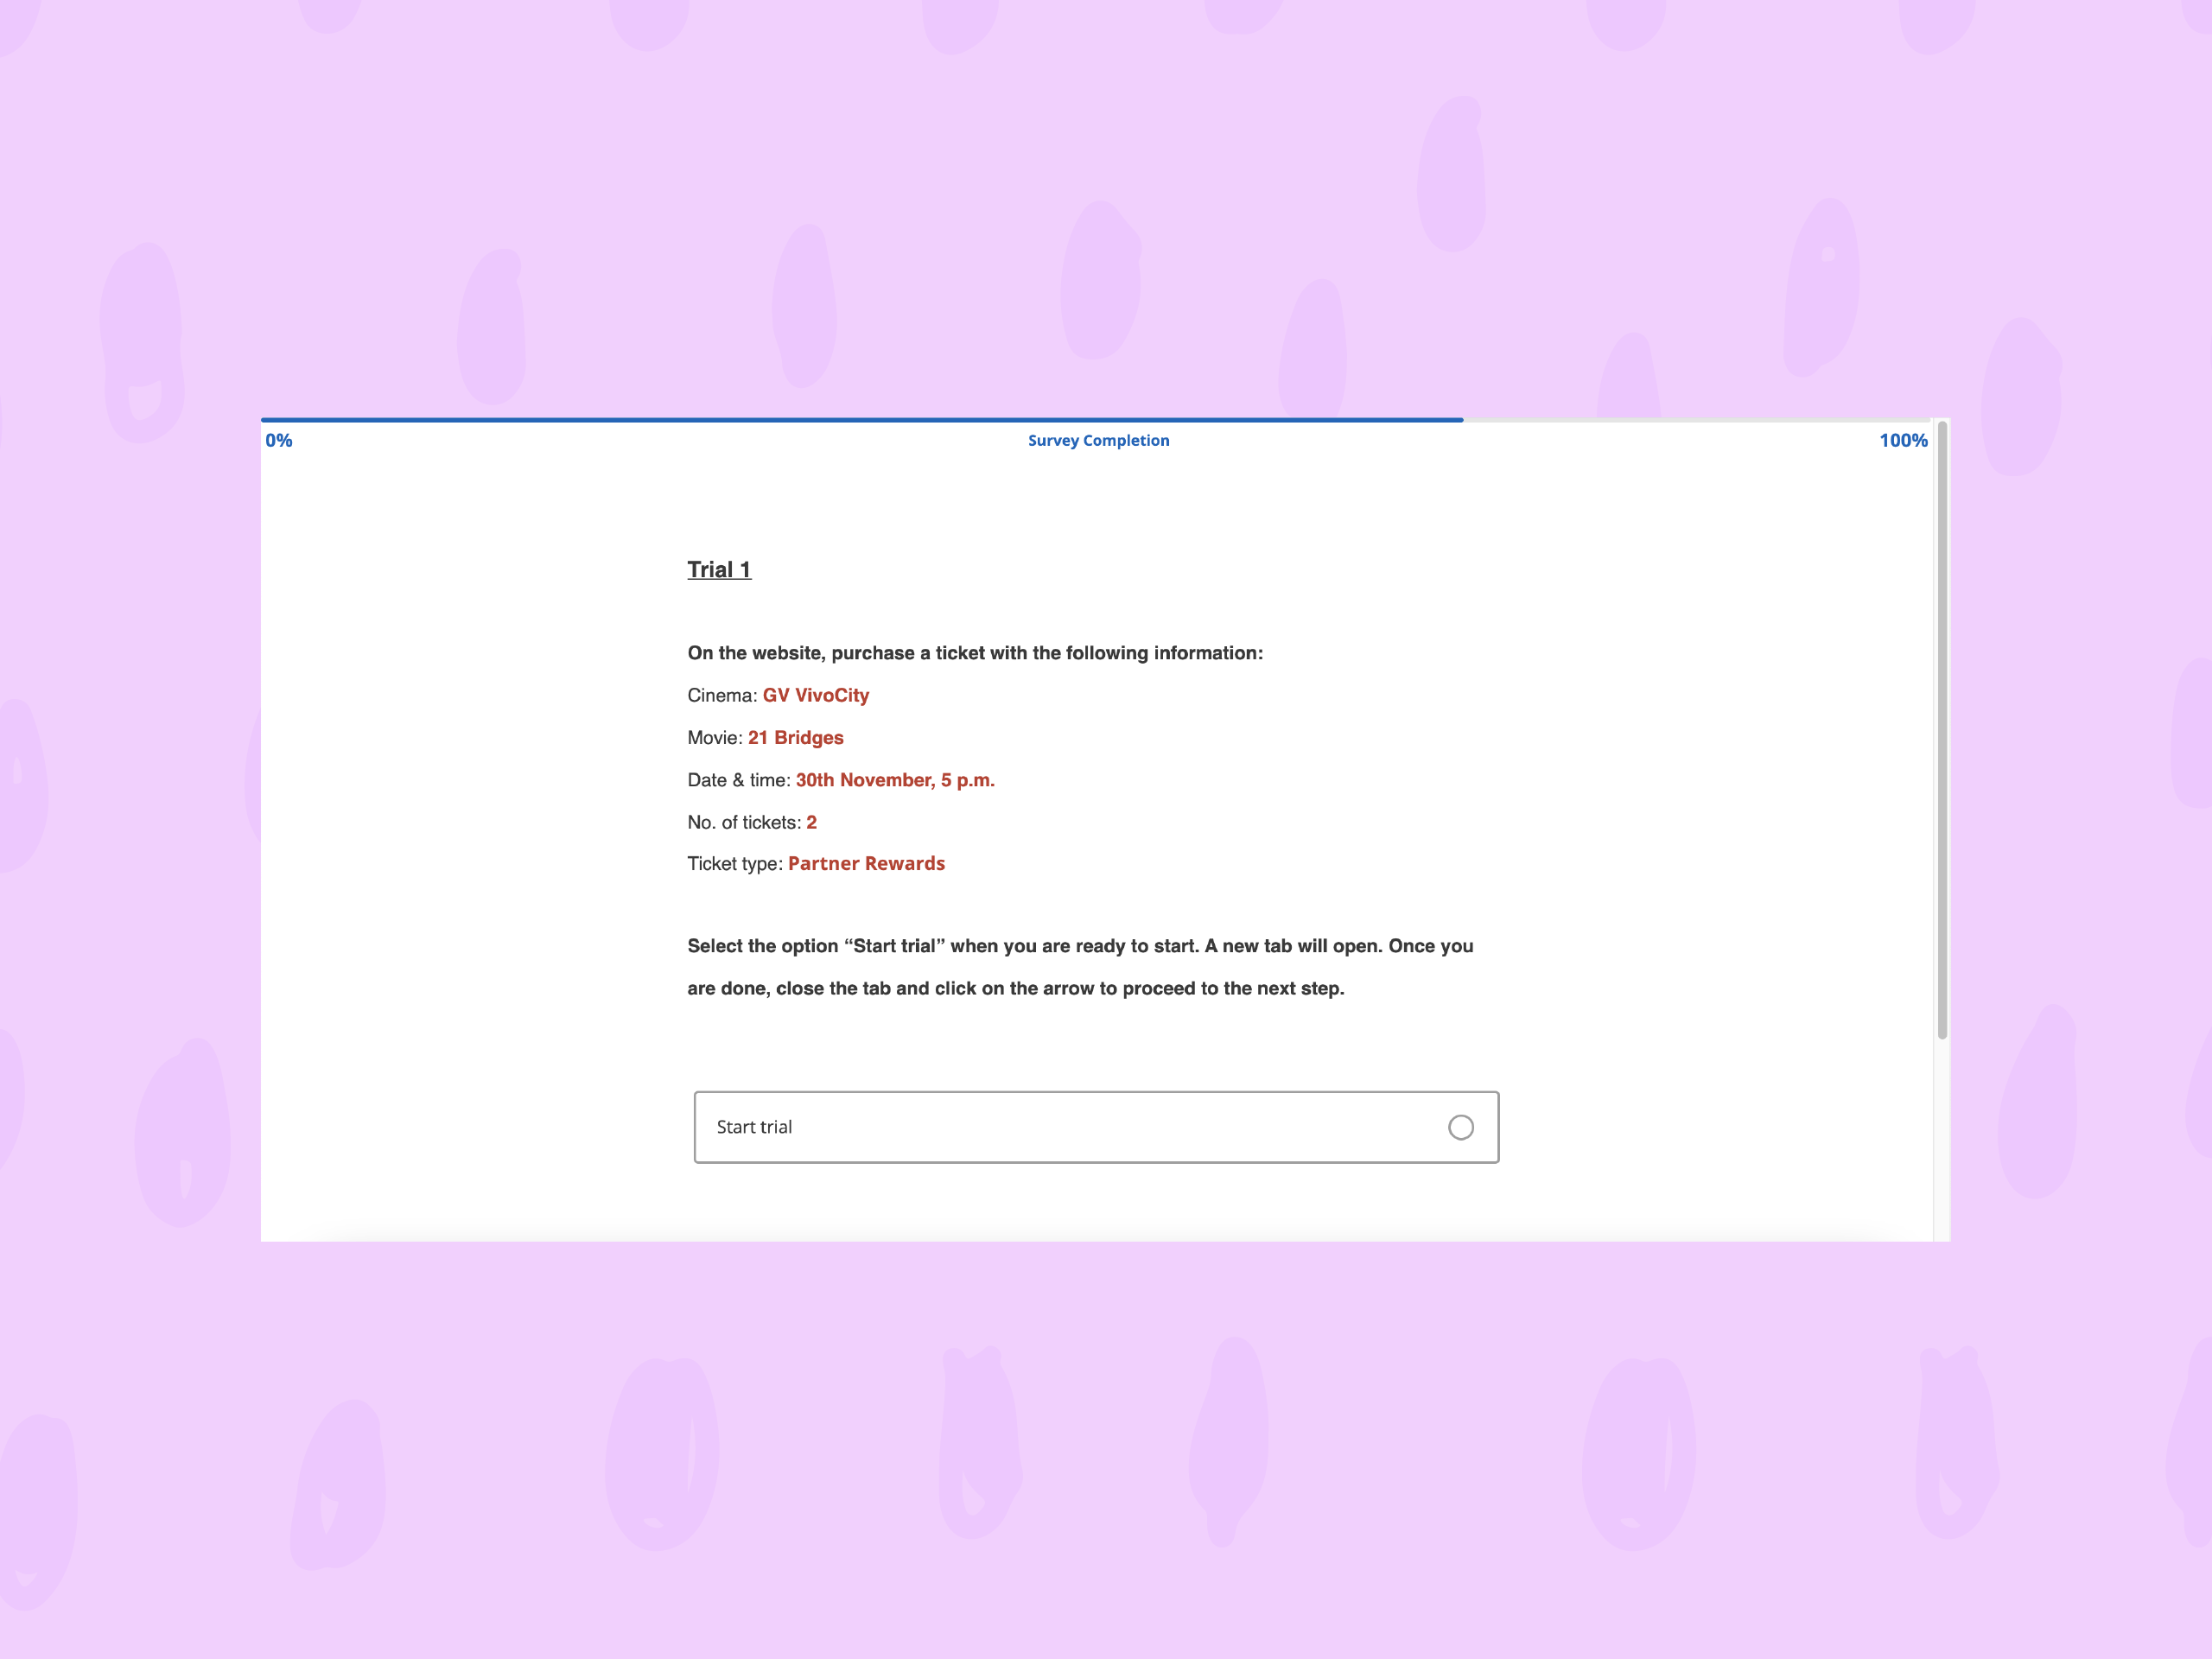 0% Survey Completion 100%
Trial 1
On the website, purchase a ticket with the following information:
Cinema: GV VivoCity
Movie: 21 Bridges
Date & time: 30th November, 5 p.m.
No. of tickets: 2
Ticket type: Partner Rewards
Select the option “Start trial” when you are ready to start. A new tab will open. Once you
are done, close the tab and click on the arrow to proceed to the next step.
Start trial